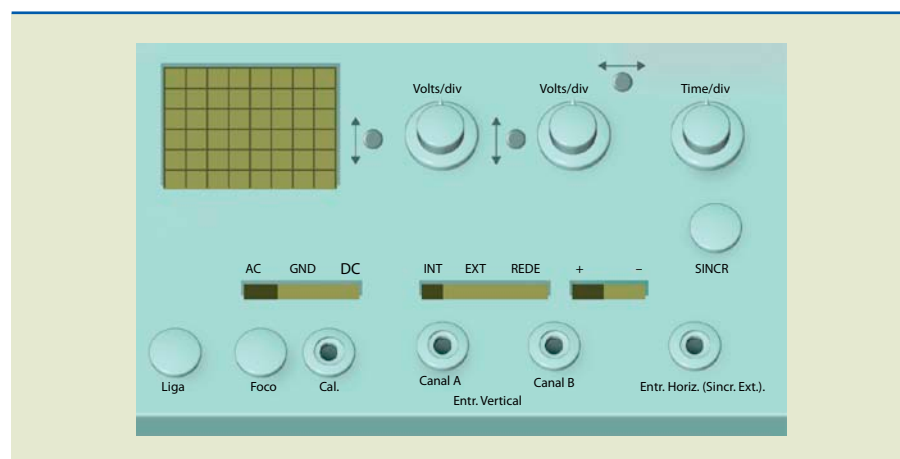 Volts/div Volts/div Time/div
SINCR
AC GND DC INT EXT REDE + –
Liga Foco Cal. Canal A Canal B Entr. Horiz. (Sincr. Ext.).
Entr. Vertical